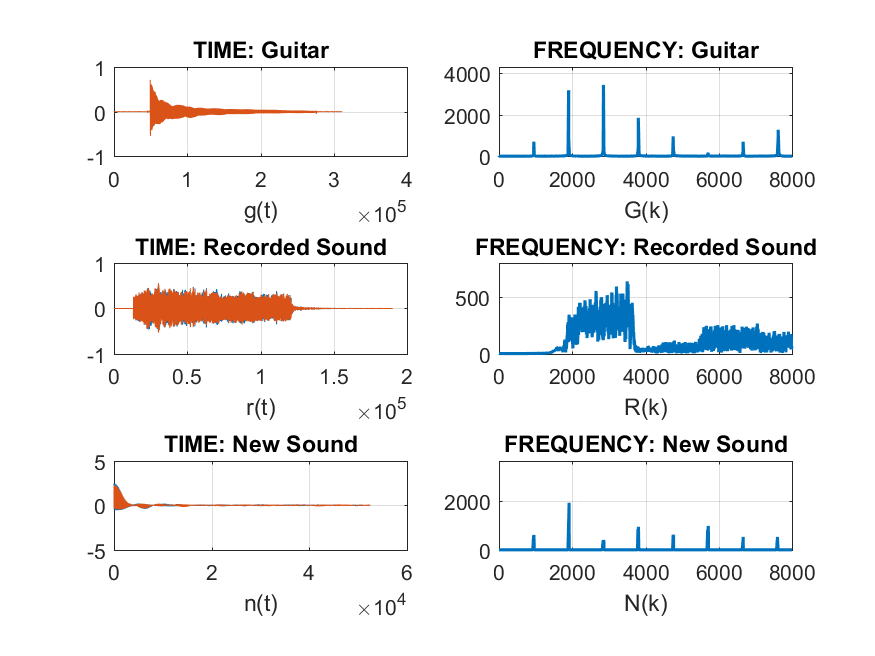 TIME: Guitar
1
0
-1
0 1 2 3 4
g(t)
×10^5
FREQUENCY: Guitar
4000
2000
0
0 2000 4000 6000 8000
G(k)
TIME: Recorded Sound
1
0
-1
0 0.5 1 1.5 2
r(t)
×10^5
FREQUENCY: Recorded Sound
500
0
0 2000 4000 6000 8000
R(k)
TIME: New Sound
5
0
-5
0 2 4 6
n(t)
×10^4
FREQUENCY: New Sound
2000
0
0 2000 4000 6000 8000
N(k)